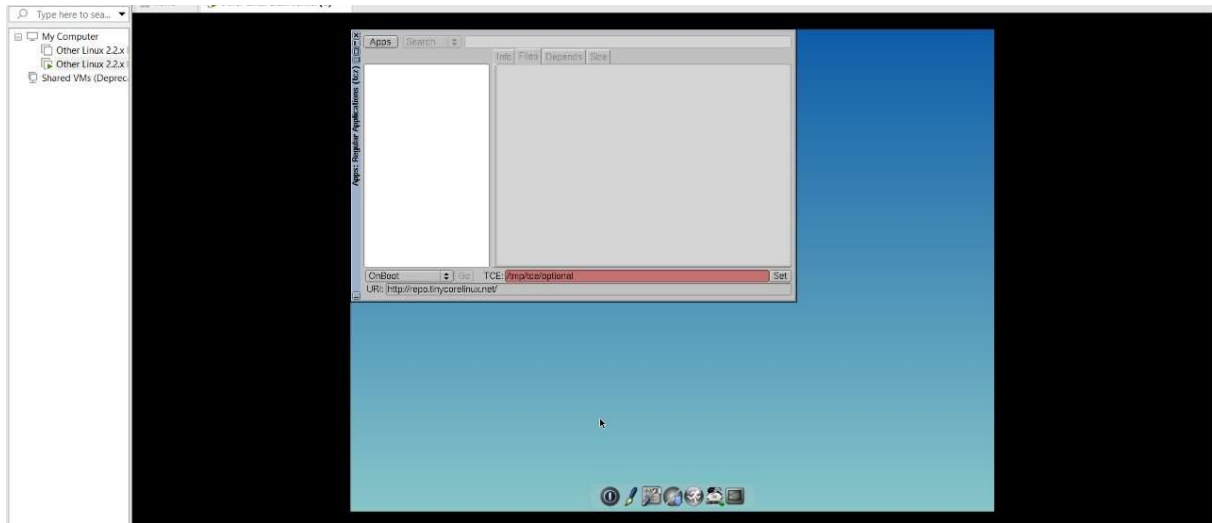 Type here to sea...
My Computer
Other Linux 2.2.x
Other Linux 2.2.x
Shared VMs (Deprec
Apps: Regular Applications (tcz)
Apps Search
Info Files Depends Size
OnBoot Go TCE: /tmp/tce/optional Set
URI: http://repo.tinycorelinux.net/